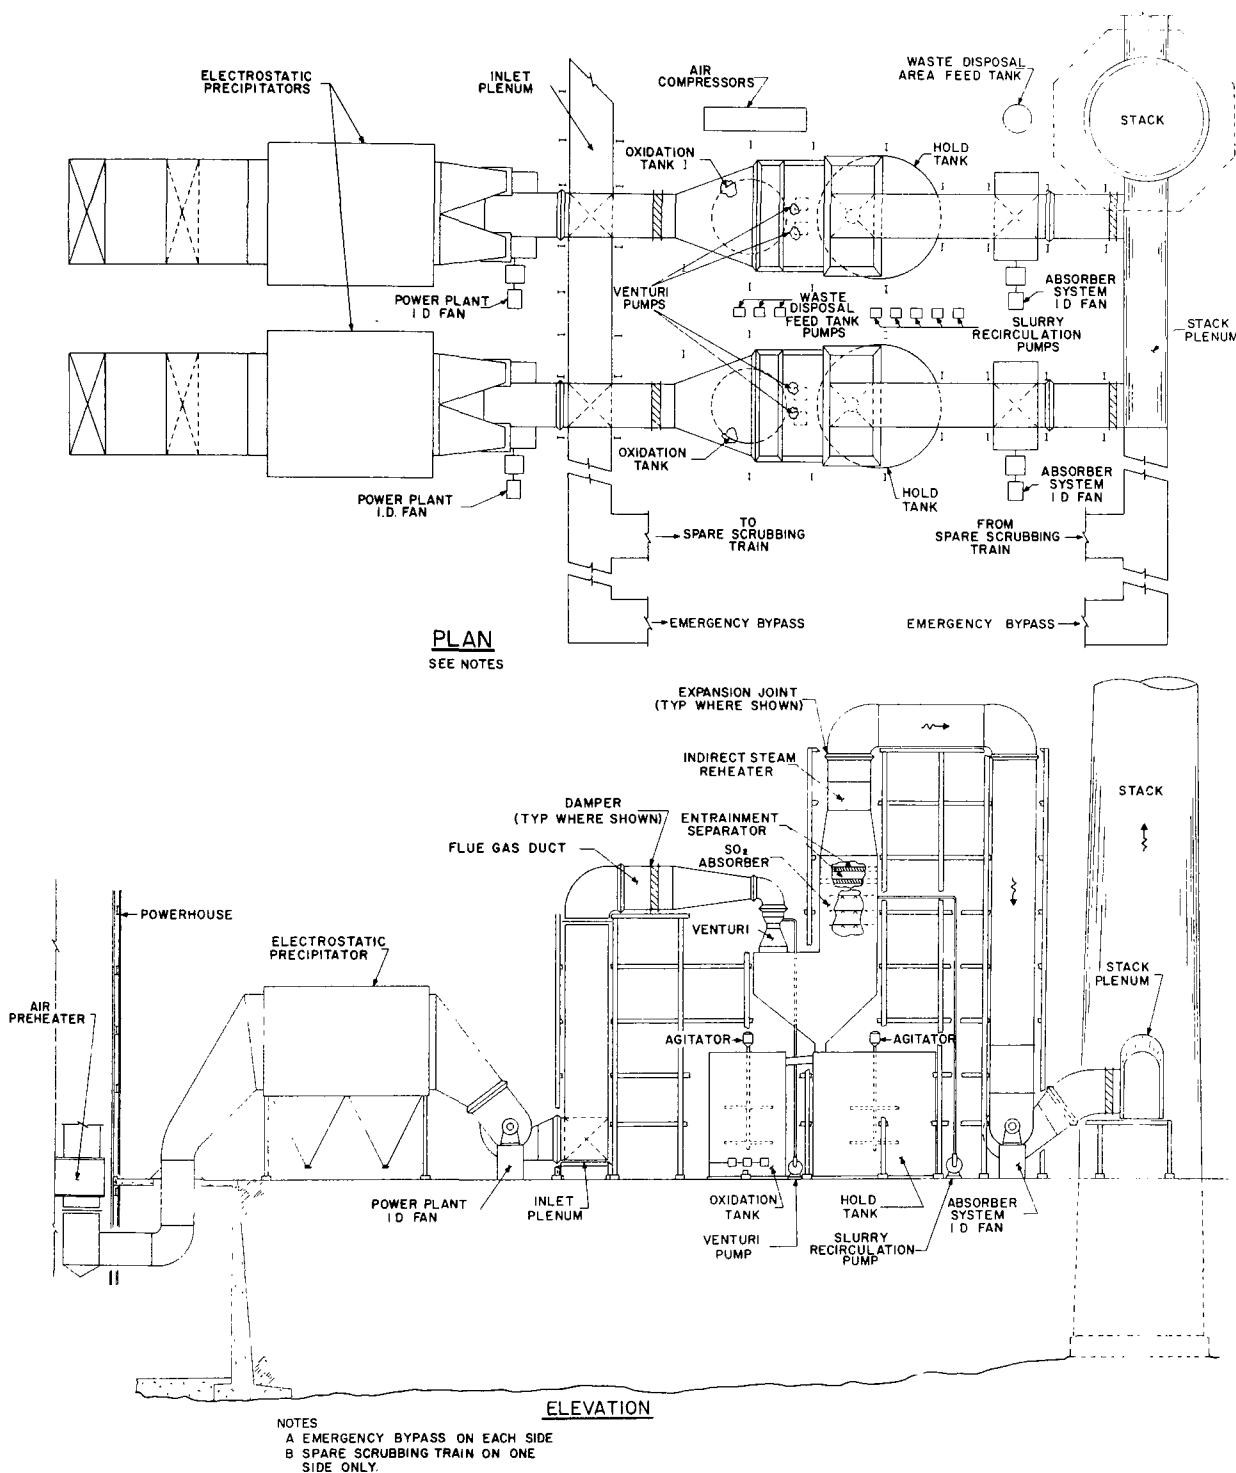 ELECTROSTATIC
PRECIPITATORS
INLET
PLENUM
AIR
COMPRESSORS
WASTE DISPOSAL
AREA FEED TANK
STACK
OXIDATION
TANK
HOLD
TANK
POWER PLANT
I D FAN
VENTURI
PUMPS
WASTE
DISPOSAL
FEED TANK
PUMPS
SLURRY
RECIRCULATION
PUMPS
ABSORBER
SYSTEM
I D FAN
STACK
PLENUM
OXIDATION
TANK
POWER PLANT
I.D. FAN
HOLD
TANK
ABSORBER
SYSTEM
I D FAN
TO
SPARE SCRUBBING
TRAIN
FROM
SPARE SCRUBBING
TRAIN
EMERGENCY BYPASS
EMERGENCY BYPASS
PLAN
SEE NOTES
EXPANSION JOINT
(TYP WHERE SHOWN)
INDIRECT STEAM
REHEATER
DAMPER
(TYP WHERE SHOWN)
ENTRAINMENT
SEPARATOR
SO₂
ABSORBER
FLUE GAS DUCT
STACK
POWERHOUSE
ELECTROSTATIC
PRECIPITATOR
VENTURI
STACK
PLENUM
AIR
PREHEATER
AGITATOR
AGITATOR
POWER PLANT
I D FAN
INLET
PLENUM
OXIDATION
TANK
HOLD
TANK
ABSORBER
SYSTEM
I D FAN
VENTURI
PUMP
SLURRY
RECIRCULATION
PUMP
ELEVATION
NOTES
A EMERGENCY BYPASS ON EACH SIDE
B SPARE SCRUBBING TRAIN ON ONE
SIDE ONLY.